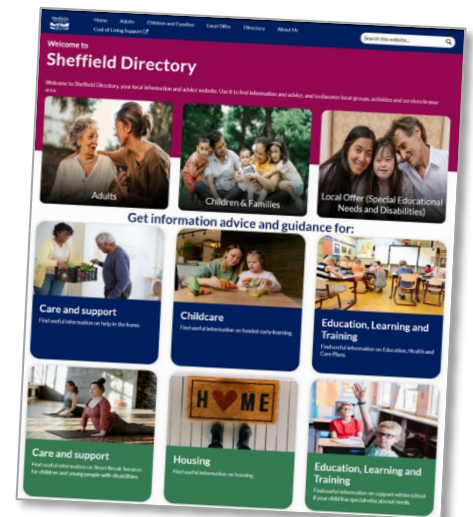 Home Adults Children and Families Local Offer Directory About Us
Cost of Living Support
Search this website...
Welcome to
Sheffield Directory
Welcome to Sheffield Directory, your local information and advice website. Use it to find information and advice, and to discover local groups, activities and services in your
area.
Adults
Children & Families
Local Offer (Special Educational
Needs and Disabilities)
Get information advice and guidance for:
Care and support
Find useful information on help in the home.
Childcare
Find useful information on funded early learning.
Education, Learning and
Training
Find useful information on Education, Health and
Care Plans.
HOME
Care and support
Find useful information on Short Break Services
for children and young people with disabilities.
Housing
Find useful information on housing.
Education, Learning and
Training
Find useful information on support within school
if your child has special educational needs.